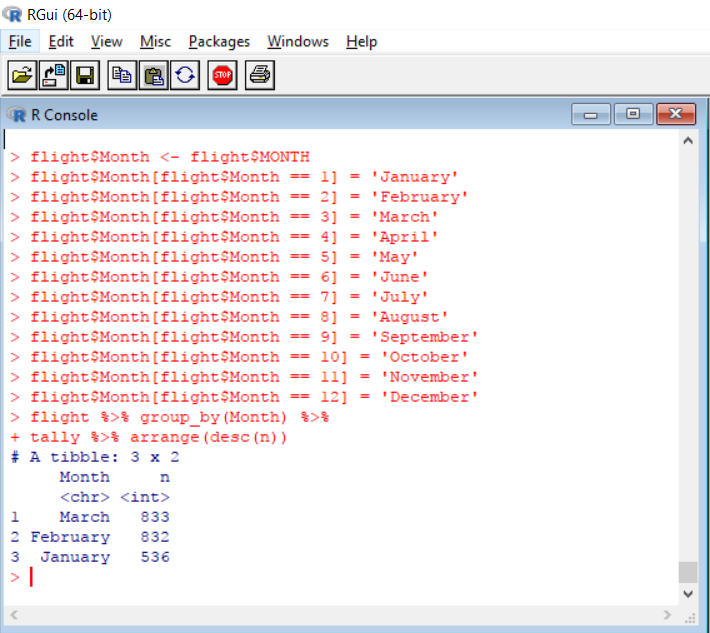 RGui (64-bit)
File Edit View Misc Packages Windows Help
STOP
R Console
> flight$Month <- flight$MONTH
> flight$Month[flight$Month == 1] = 'January'
> flight$Month[flight$Month == 2] = 'February'
> flight$Month[flight$Month == 3] = 'March'
> flight$Month[flight$Month == 4] = 'April'
> flight$Month[flight$Month == 5] = 'May'
> flight$Month[flight$Month == 6] = 'June'
> flight$Month[flight$Month == 7] = 'July'
> flight$Month[flight$Month == 8] = 'August'
> flight$Month[flight$Month == 9] = 'September'
> flight$Month[flight$Month == 10] = 'October'
> flight$Month[flight$Month == 11] = 'November'
> flight$Month[flight$Month == 12] = 'December'
> flight %>% group_by(Month) %>%
+ tally %>% arrange(desc(n))
# A tibble: 3 x 2
     Month     n
     <chr> <int>
1    March   833
2 February   832
3  January   536
>